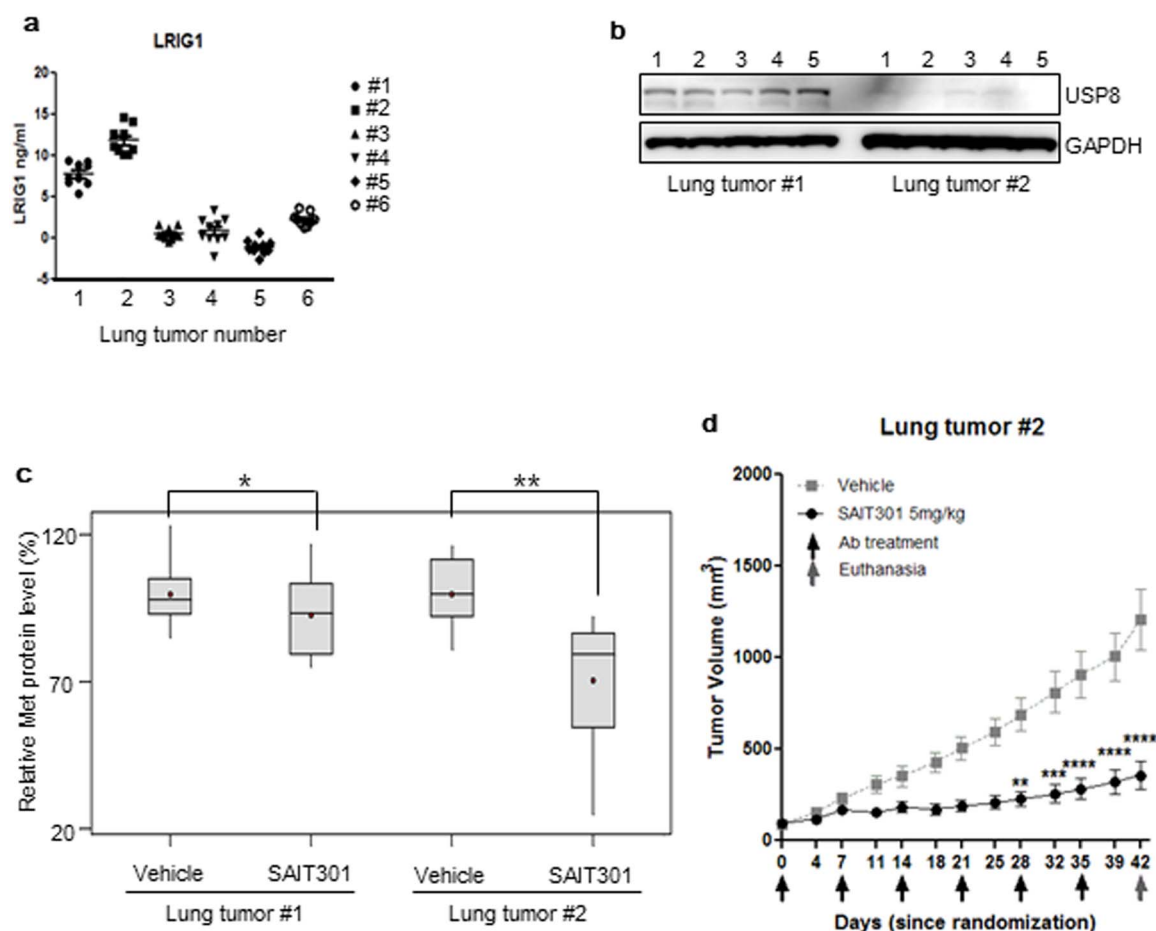 a
LRIG1
LRIG1 ng/ml
20
15
10
5
0
-5
1 2 3 4 5 6
Lung tumor number
#1
#2
#3
#4
#5
#6
b
1 2 3 4 5 1 2 3 4 5
USP8
GAPDH
Lung tumor #1 Lung tumor #2
c
* **
Relative Met protein level (%)
120
70
20
Vehicle SAIT301 Vehicle SAIT301
Lung tumor #1 Lung tumor #2
d
Lung tumor #2
Vehicle
SAIT301 5mg/kg
Ab treatment
Euthanasia
Tumor Volume (mm3)
2000
1500
1000
500
0
** *** **** **** ****
0 4 7 11 14 18 21 25 28 32 35 39 42
Days (since randomization)